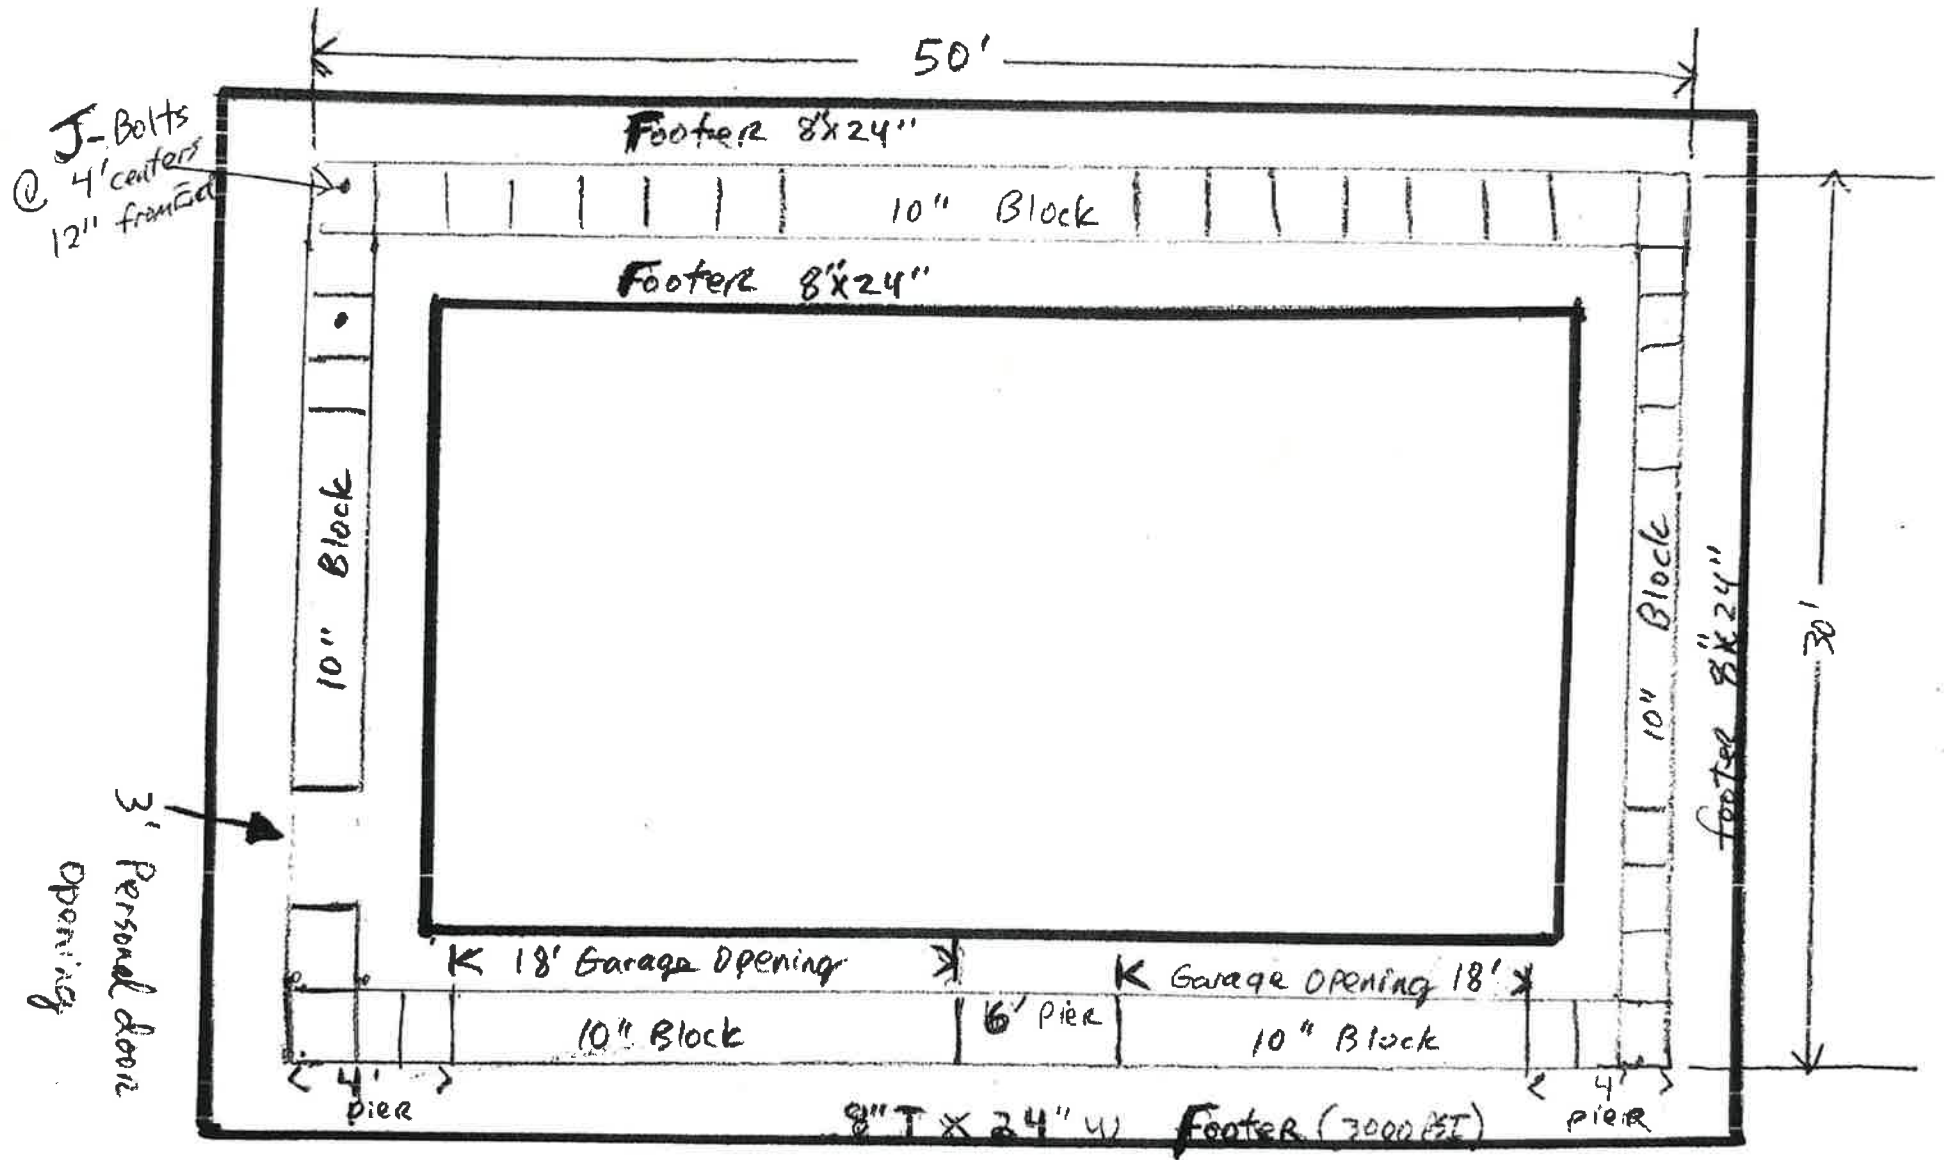 50'
J-Bolts
@ 4' centers
12" from End
Footer 8"x24"
10" Block
Footer 8"x24"
10" Block
10" Block
footer 8"x24"
30'
3' Personal door
opening
18' Garage Opening
Garage Opening 18'
10" Block
6' Pier
10" Block
4'
Pier
4'
Pier
8" T x 24" W Footer (3000 PSI)